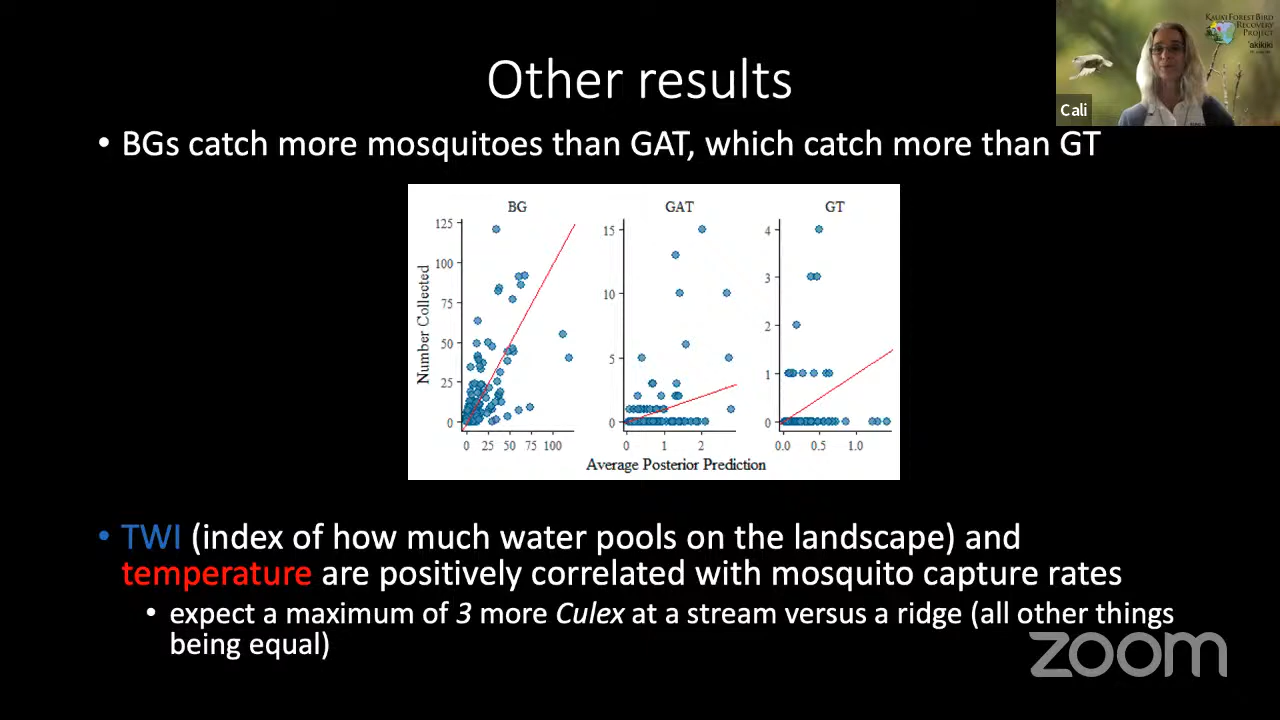 KAUAI FOREST BIRD
RECOVERY
PROJECT
'akikiki
Cali
Other results
• BGs catch more mosquitoes than GAT, which catch more than GT
BG GAT GT
Number Collected
125
100
75
50
25
0
0 25 50 75 100
15
10
5
0
0 1 2
4
3
2
1
0
0.0 0.5 1.0
Average Posterior Prediction
• TWI (index of how much water pools on the landscape) and
temperature are positively correlated with mosquito capture rates
• expect a maximum of 3 more Culex at a stream versus a ridge (all other things
being equal)
zoom